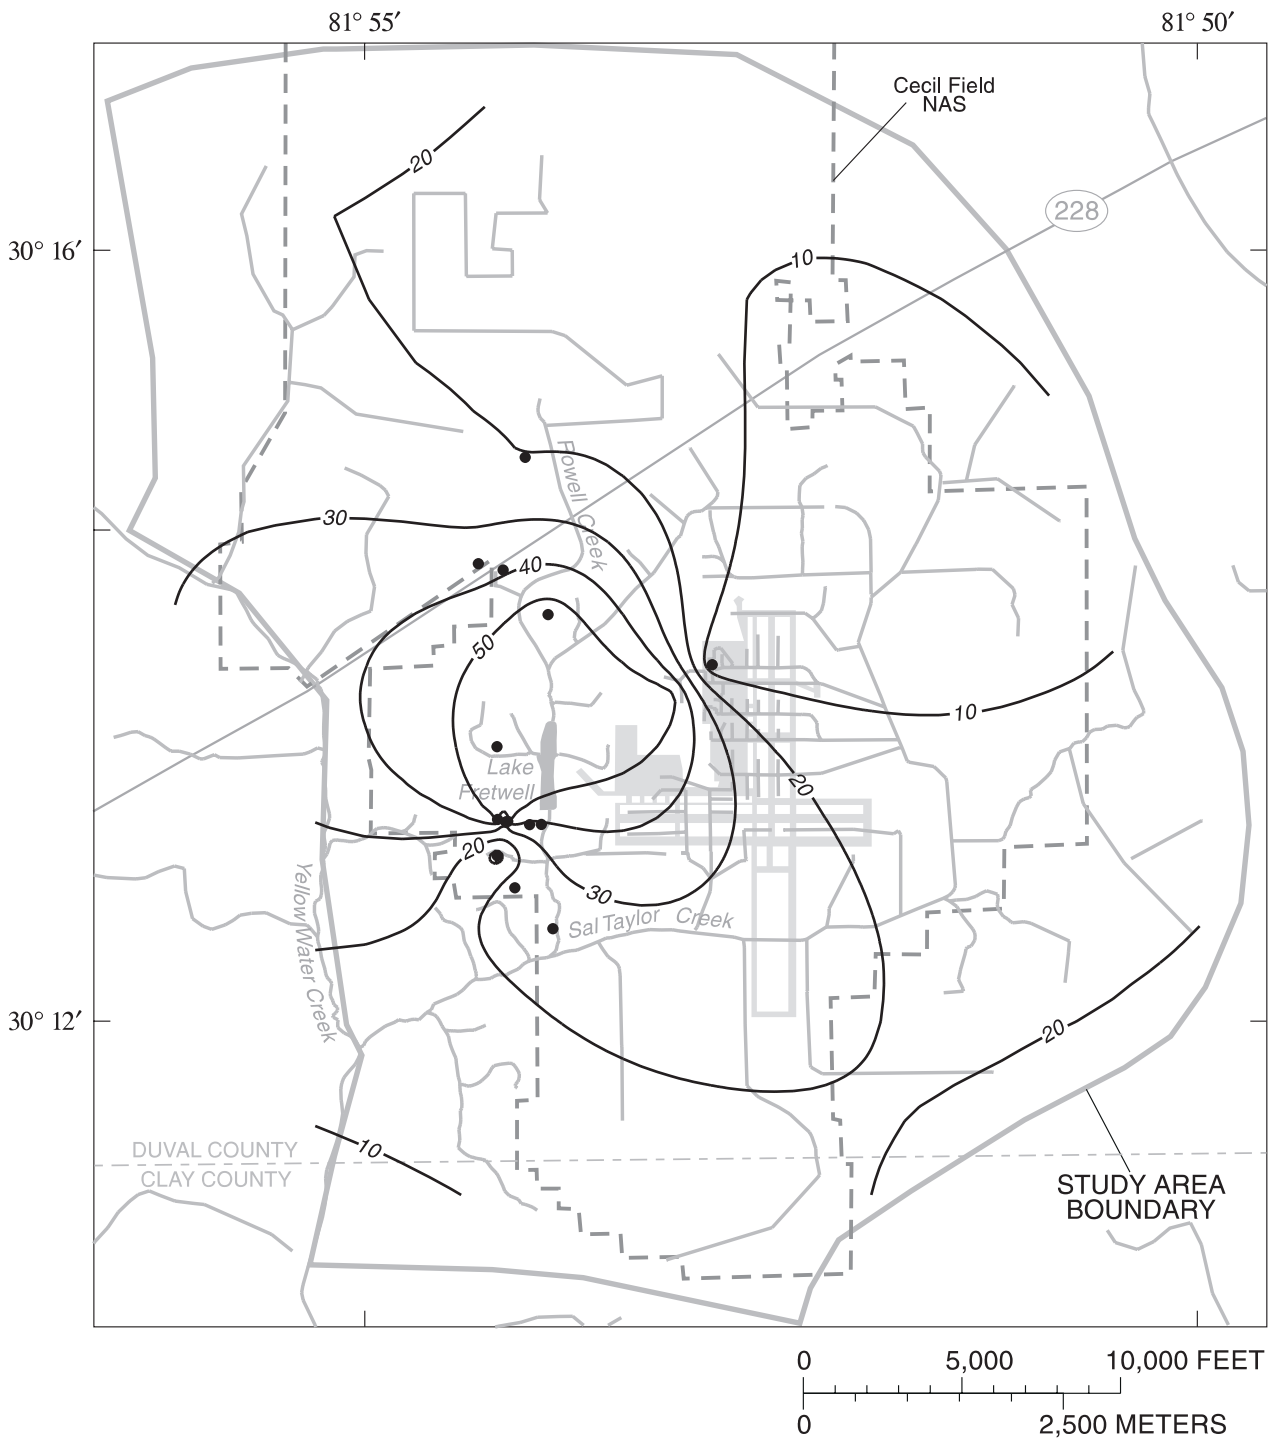 81° 55′
81° 50′
Cecil Field
NAS
20
228
30° 16′
10
Powell Creek
30
40
50
10
Lake
Fretwell
20
20
30
Sal Taylor Creek
Yellow Water Creek
30° 12′
20
10
DUVAL COUNTY
CLAY COUNTY
STUDY AREA
BOUNDARY
0 5,000 10,000 FEET
0 2,500 METERS